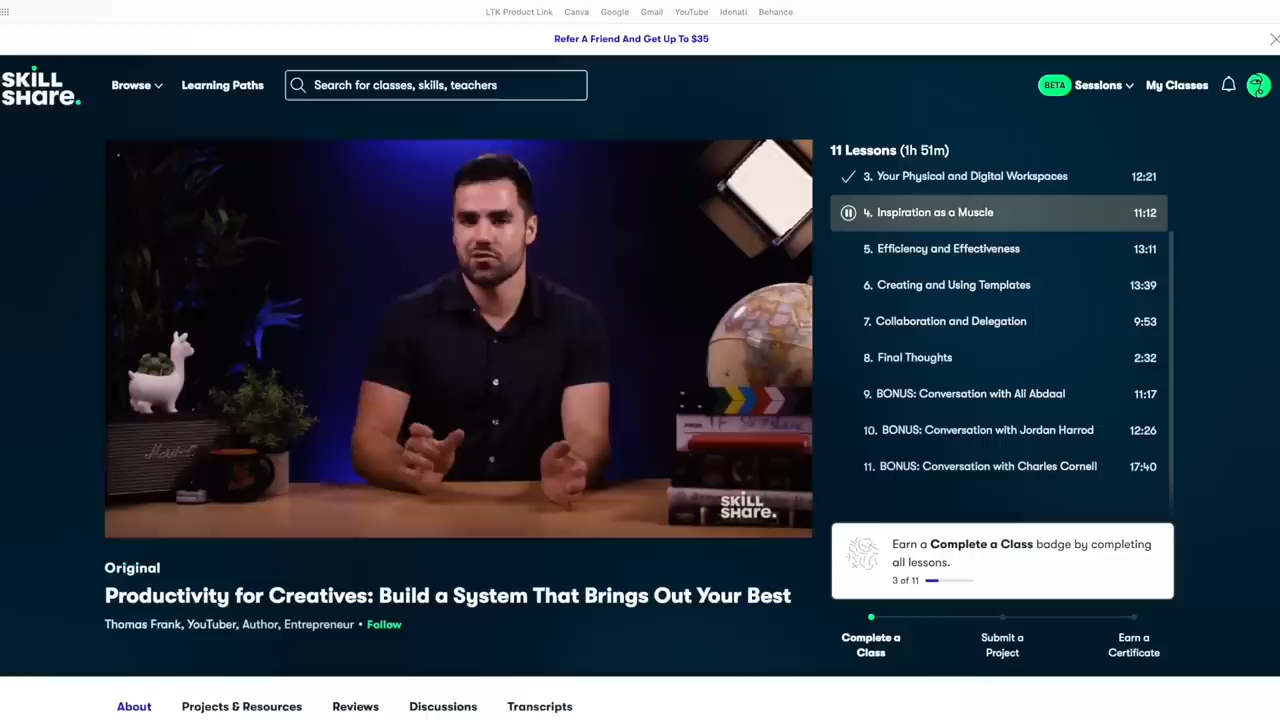 LTK Product Link Canva Google Gmail YouTube Idenati Behance
Refer A Friend And Get Up To $35
SKILL SHARE.
Browse Learning Paths Search for classes, skills, teachers BETA Sessions My Classes
11 Lessons (1h 51m)
3. Your Physical and Digital Workspaces 12:21
4. Inspiration as a Muscle 11:12
5. Efficiency and Effectiveness 13:11
6. Creating and Using Templates 13:39
7. Collaboration and Delegation 9:53
8. Final Thoughts 2:32
9. BONUS: Conversation with Ali Abdaal 11:17
10. BONUS: Conversation with Jordan Harrod 12:26
11. BONUS: Conversation with Charles Cornell 17:40
Marshall
SKILL SHARE.
Earn a Complete a Class badge by completing
all lessons.
3 of 11
Complete a Class
Submit a Project
Earn a Certificate
Original
Productivity for Creatives: Build a System That Brings Out Your Best
Thomas Frank, YouTuber, Author, Entrepreneur • Follow
About Projects & Resources Reviews Discussions Transcripts